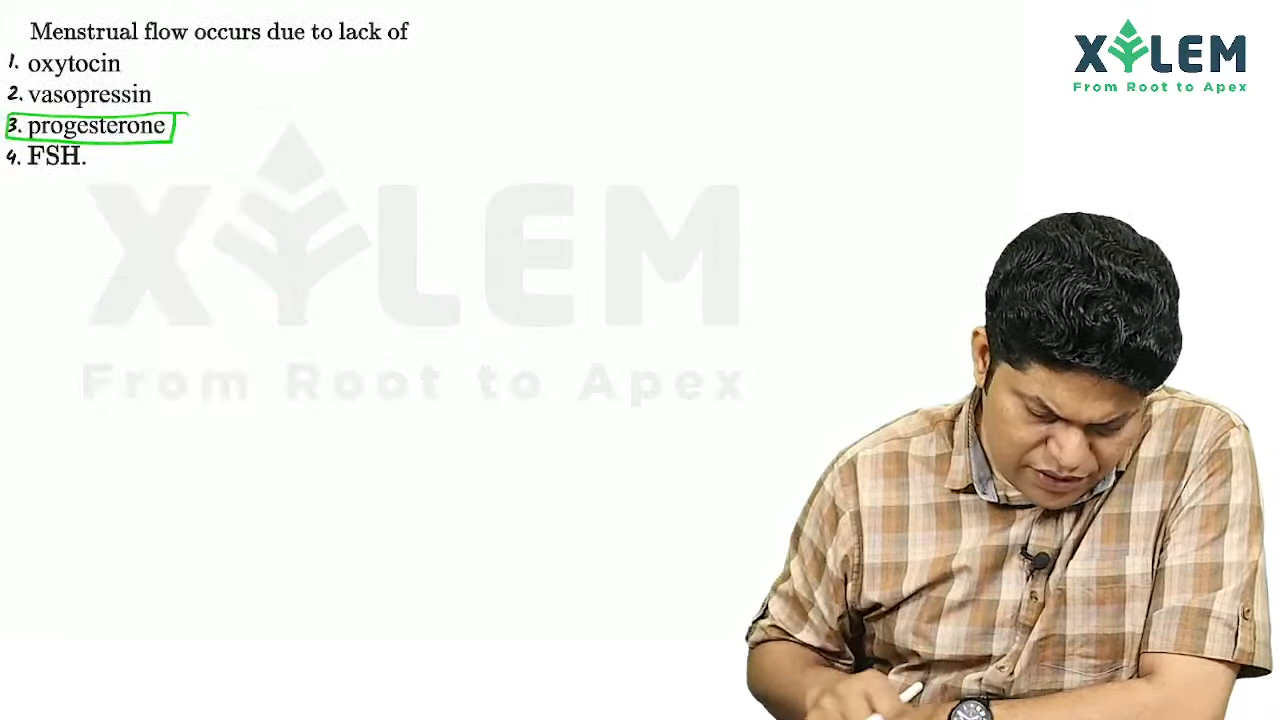 Menstrual flow occurs due to lack of
1. oxytocin
2. vasopressin
3. progesterone
4. FSH.
XYLEM
From Root to Apex
XYLEM
From Root to Apex